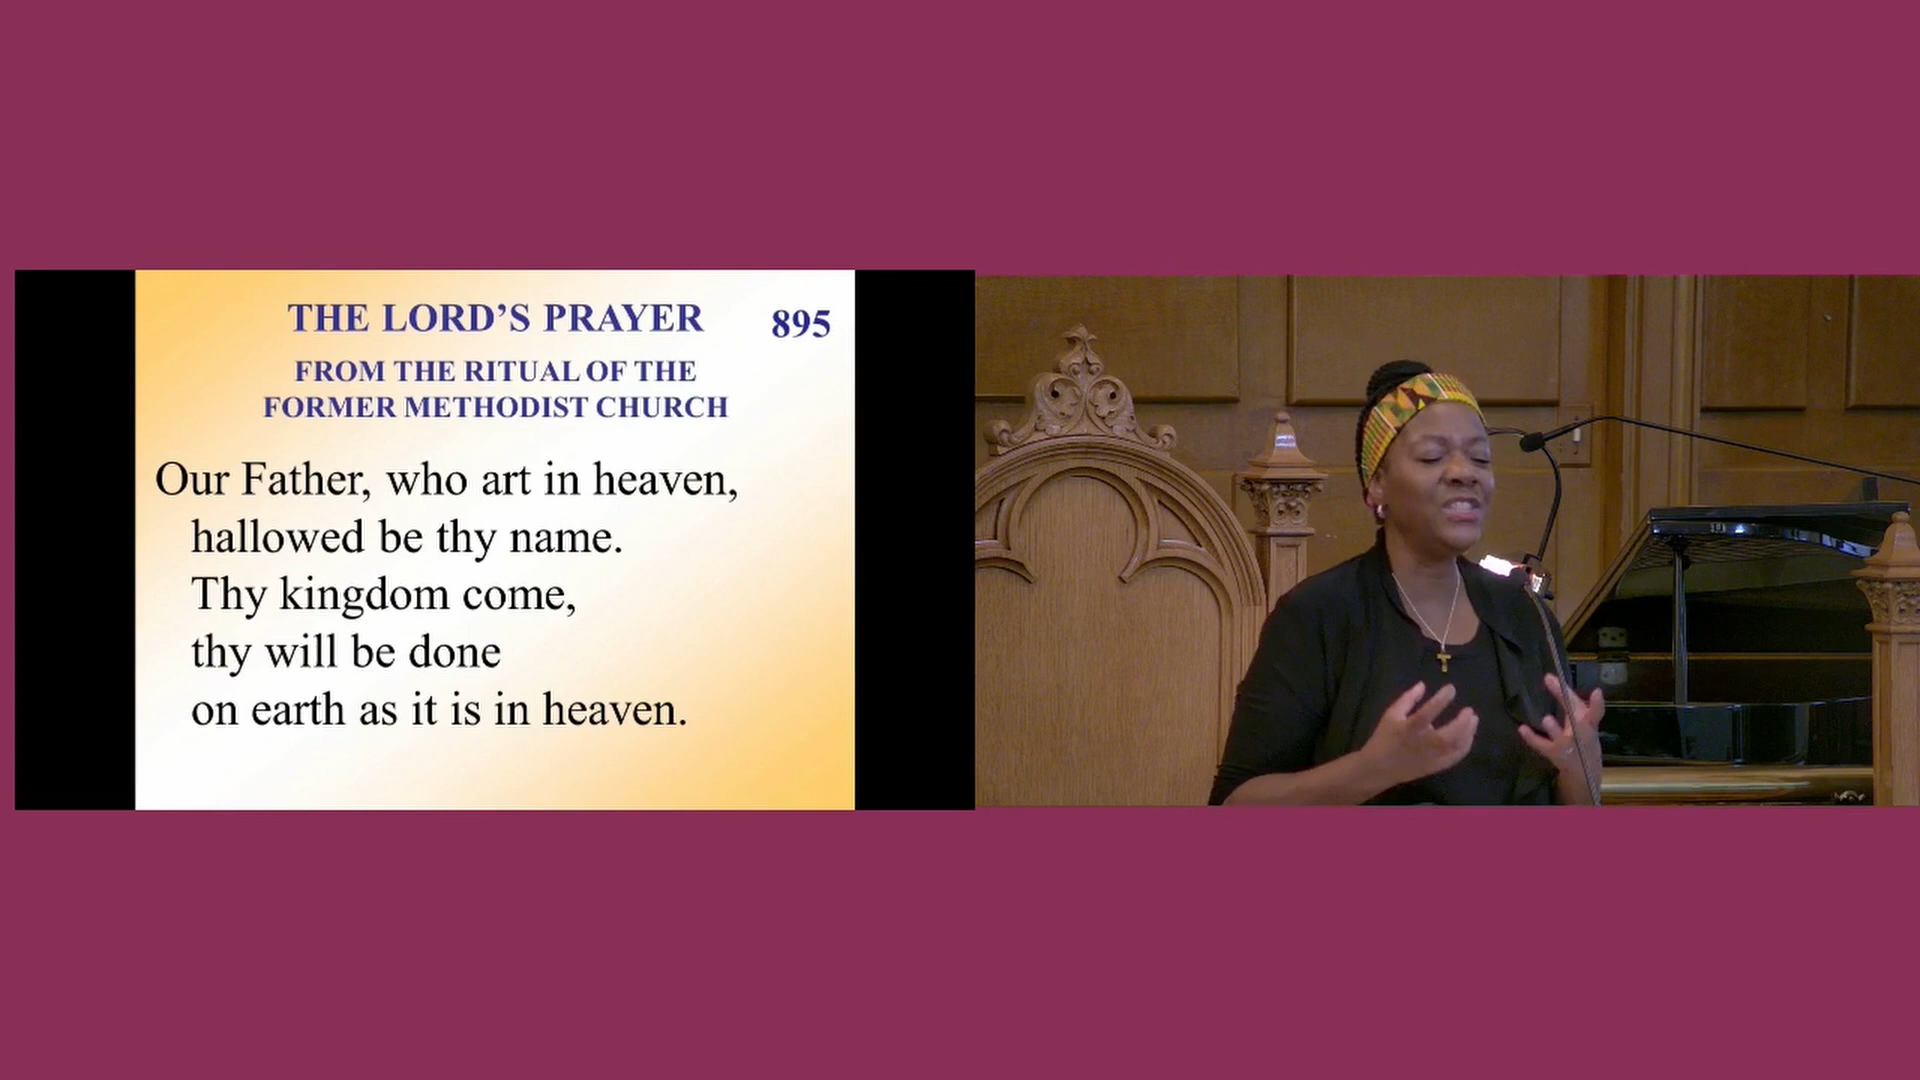 THE LORD’S PRAYER
895
FROM THE RITUAL OF THE
FORMER METHODIST CHURCH
Our Father, who art in heaven,
hallowed be thy name.
Thy kingdom come,
thy will be done
on earth as it is in heaven.